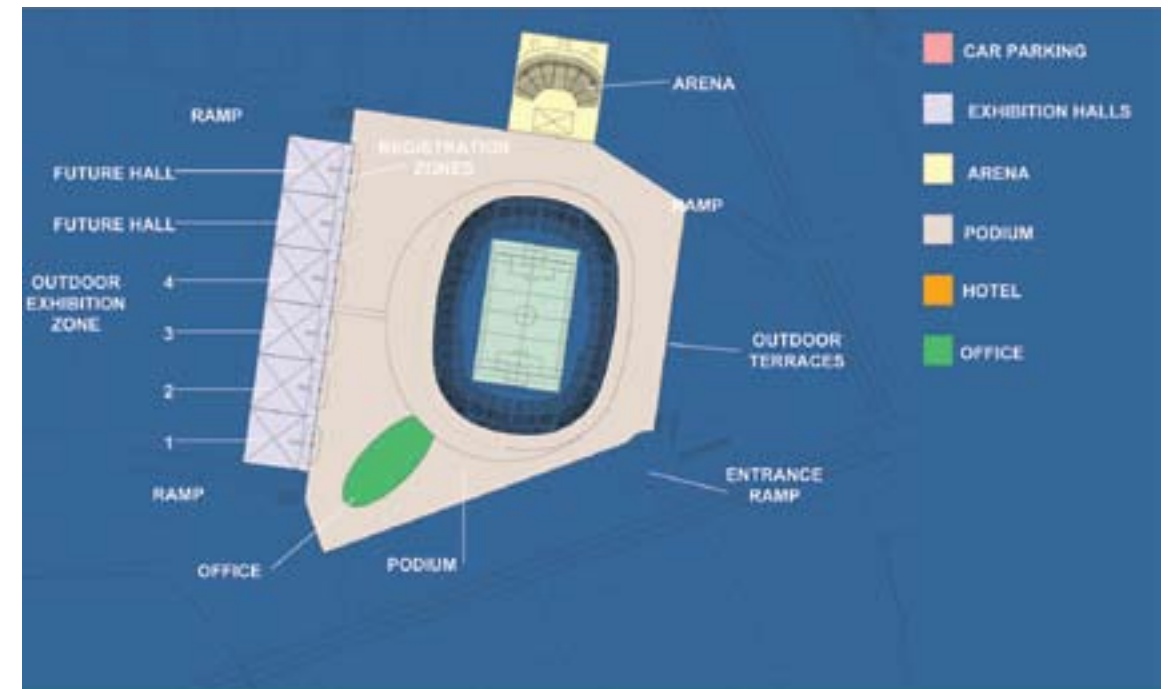 ARENA
RAMP
REGISTRATION
ZONES
FUTURE HALL
FUTURE HALL
RAMP
OUTDOOR
EXHIBITION
ZONE
4
3
2
1
OUTDOOR
TERRACES
RAMP
ENTRANCE
RAMP
OFFICE
PODIUM
CAR PARKING
EXHIBITION HALLS
ARENA
PODIUM
HOTEL
OFFICE